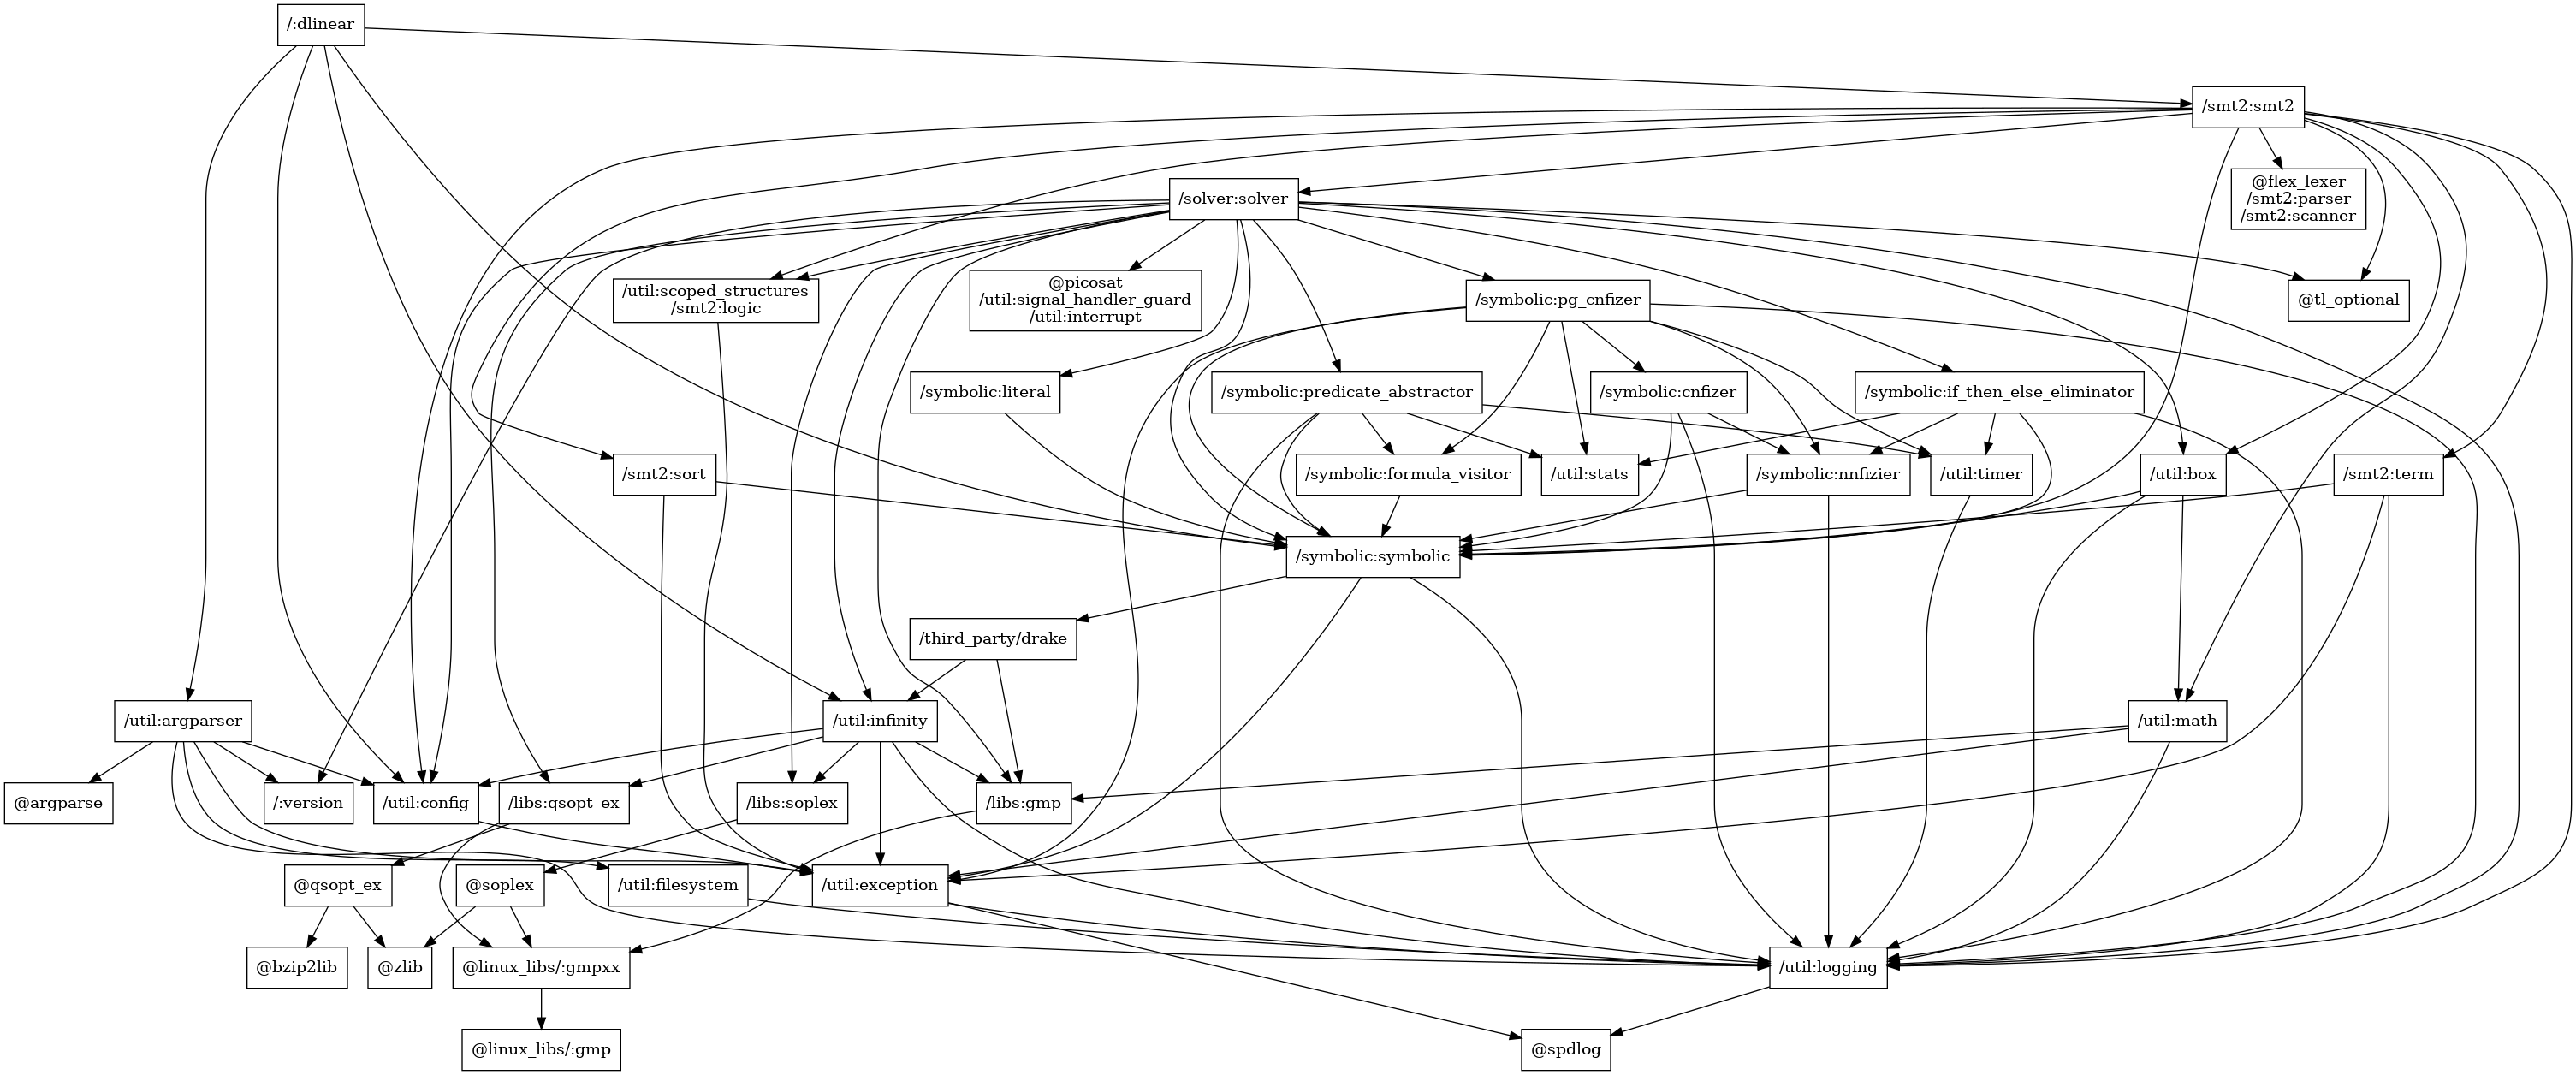 /:dlinear
/smt2:smt2
/solver:solver
@flex_lexer
/smt2:parser
/smt2:scanner
/util:scoped_structures
/smt2:logic
@picosat
/util:signal_handler_guard
/util:interrupt
/symbolic:pg_cnfizer
@tl_optional
/symbolic:literal
/symbolic:predicate_abstractor
/symbolic:cnfizer
/symbolic:if_then_else_eliminator
/smt2:sort
/symbolic:formula_visitor
/util:stats
/symbolic:nnfizier
/util:timer
/util:box
/smt2:term
/symbolic:symbolic
/third_party/drake
/util:argparser
/util:infinity
/util:math
@argparse
/:version
/util:config
/libs:qsopt_ex
/libs:soplex
/libs:gmp
@qsopt_ex
@soplex
/util:filesystem
/util:exception
@bzip2lib
@zlib
@linux_libs/:gmpxx
/util:logging
@linux_libs/:gmp
@spdlog